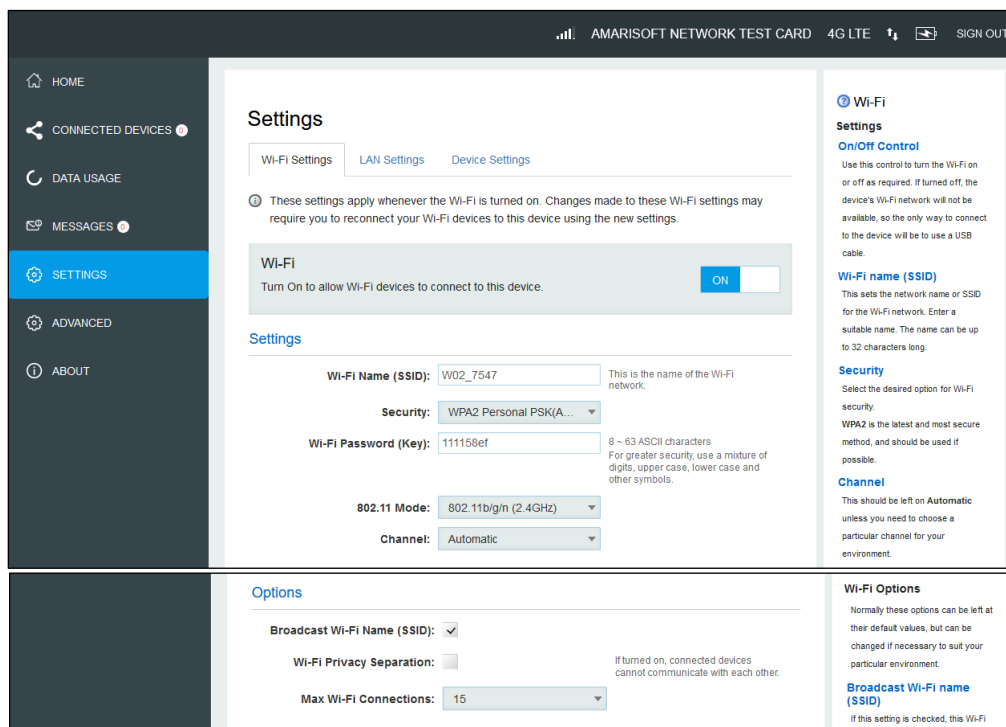 AMARISOFT NETWORK TEST CARD 4G LTE SIGN OUT
HOME
CONNECTED DEVICES 0
DATA USAGE
MESSAGES 0
SETTINGS
ADVANCED
ABOUT
Settings
Wi-Fi Settings LAN Settings Device Settings
These settings apply whenever the Wi-Fi is turned on. Changes made to these Wi-Fi settings may
require you to reconnect your Wi-Fi devices to this device using the new settings.
Wi-Fi
Turn On to allow Wi-Fi devices to connect to this device.
ON
Settings
Wi-Fi Name (SSID): W02_7547 This is the name of the Wi-Fi
network.
Security: WPA2 Personal PSK(A...
Wi-Fi Password (Key): 111158ef 8 ~ 63 ASCII characters
For greater security, use a mixture of
digits, upper case, lower case and
other symbols.
802.11 Mode: 802.11b/g/n (2.4GHz)
Channel: Automatic
Options
Broadcast Wi-Fi Name (SSID):
Wi-Fi Privacy Separation: If turned on, connected devices
cannot communicate with each other.
Max Wi-Fi Connections: 15
? Wi-Fi
Settings
On/Off Control
Use this control to turn the Wi-Fi on
or off as required. If turned off, the
device's Wi-Fi network will not be
available, so the only way to connect
to the device will be to use a USB
cable.
Wi-Fi name (SSID)
This sets the network name or SSID
for the Wi-Fi network. Enter a
suitable name. The name can be up
to 32 characters long.
Security
Select the desired option for Wi-Fi
security.
WPA2 is the latest and most secure
method, and should be used if
possible.
Channel
This should be left on Automatic
unless you need to choose a
particular channel for your
environment.
Wi-Fi Options
Normally these options can be left at
their default values, but can be
changed if necessary to suit your
particular environment.
Broadcast Wi-Fi name
(SSID)
If this setting is checked, this Wi-Fi